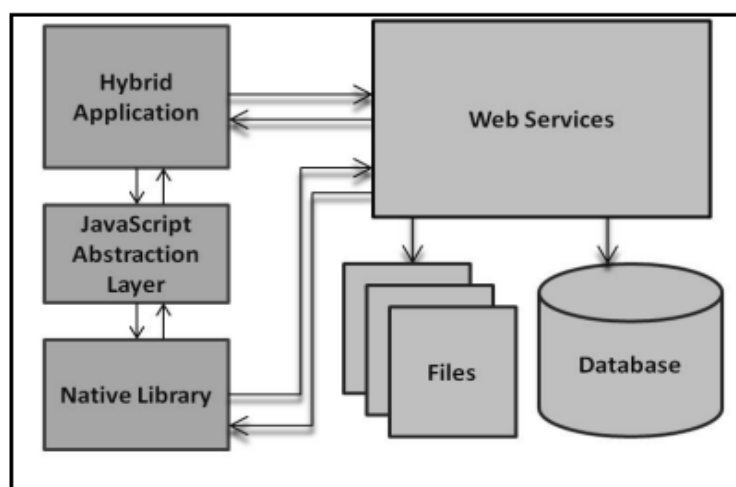 Hybrid
Application
Web Services
JavaScript
Abstraction
Layer
Native Library
Files
Database